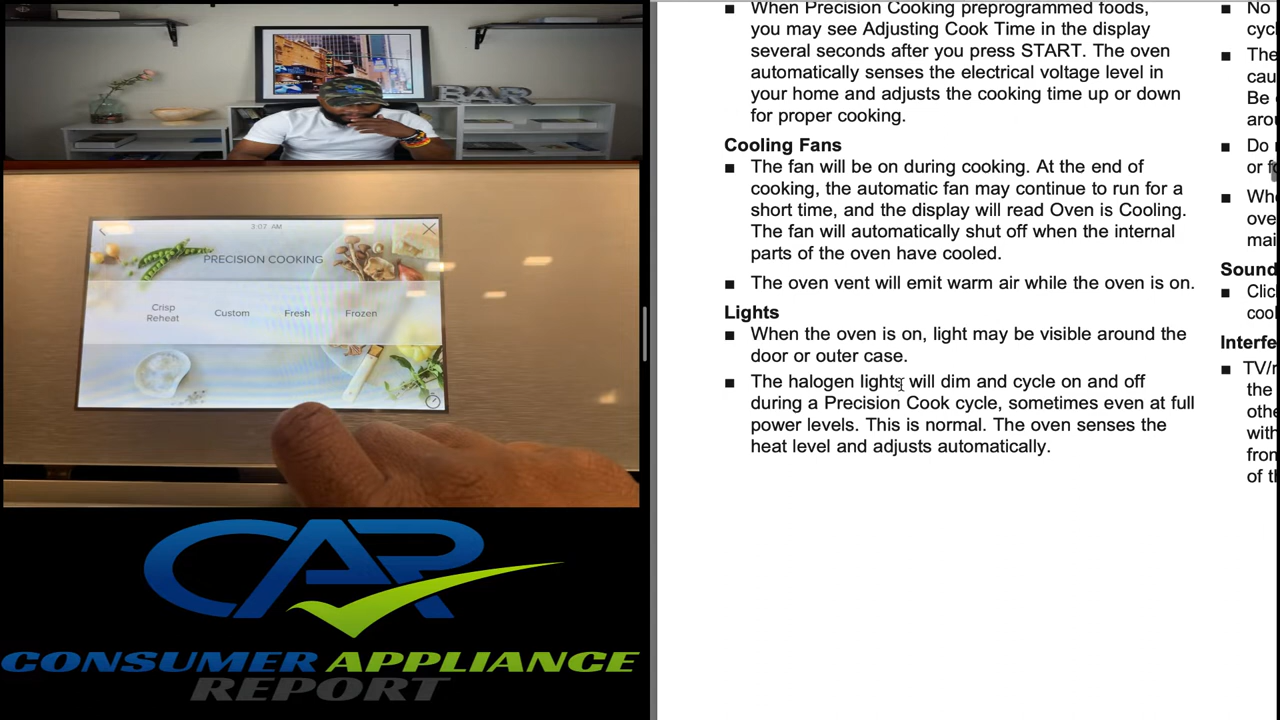 BAR
3:07 AM
PRECISION COOKING
Crisp
Reheat
Custom
Fresh
Frozen
CAR
CONSUMER APPLIANCE
REPORT
■ When Precision Cooking preprogrammed foods,
you may see Adjusting Cook Time in the display
several seconds after you press START. The oven
automatically senses the electrical voltage level in
your home and adjusts the cooking time up or down
for proper cooking.
Cooling Fans
■ The fan will be on during cooking. At the end of
cooking, the automatic fan may continue to run for a
short time, and the display will read Oven is Cooling.
The fan will automatically shut off when the internal
parts of the oven have cooled.
■ The oven vent will emit warm air while the oven is on.
Lights
■ When the oven is on, light may be visible around the
door or outer case.
■ The halogen lights will dim and cycle on and off
during a Precision Cook cycle, sometimes even at full
power levels. This is normal. The oven senses the
heat level and adjusts automatically.
■ No
■ The
Be
■ Do
or
■
Sound
■
Interfe
■ TV/r
the
with
of